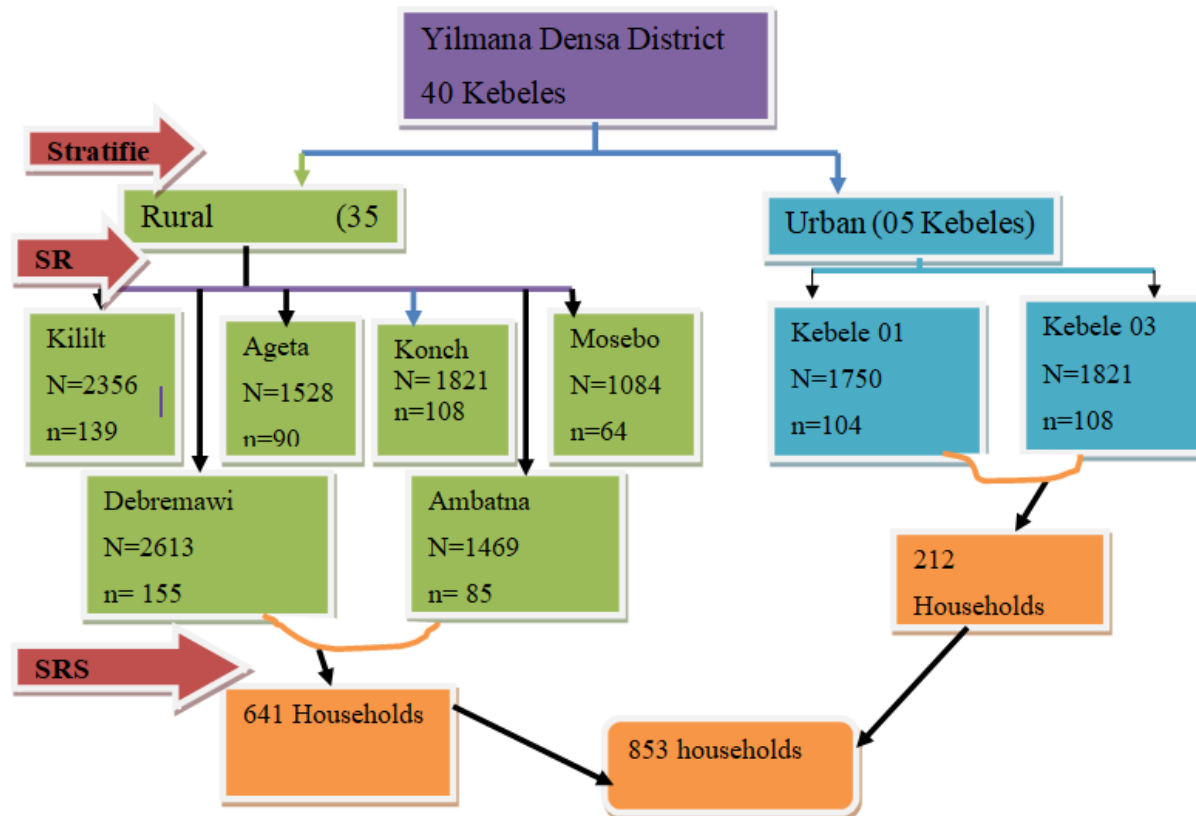 Yilmana Densa District
40 Kebeles
Stratifie
Rural (35
Urban (05 Kebeles)
SR
Kililt
N=2356
n=139
Ageta
N=1528
n=90
Konch
N= 1821
n=108
Mosebo
N=1084
n=64
Kebele 01
N=1750
n=104
Kebele 03
N=1821
n=108
Debremawi
N=2613
n= 155
Ambatna
N=1469
n= 85
212
Households
SRS
641 Households
853 households